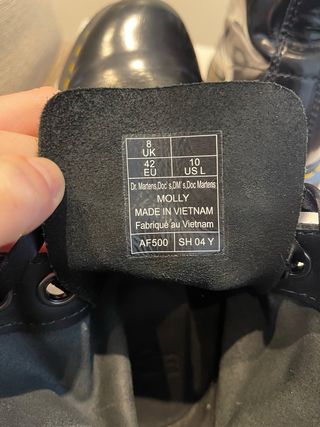 8 UK
42 EU 10 US L
Dr. Martens,Doc's,DM's,Doc Martens
MOLLY
MADE IN VIETNAM
Fabriqué au Vietnam
AF500 SH 04 Y